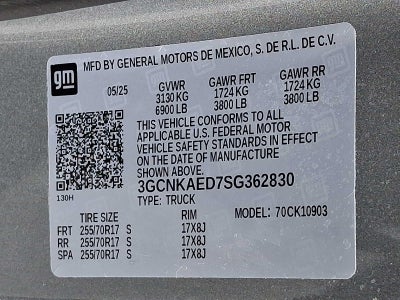 gm
MFD BY GENERAL MOTORS DE MEXICO, S. DE R.L. DE C.V.
05/25 GVWR GAWR FRT GAWR RR
3130 KG 1724 KG 1724 KG
6900 LB 3800 LB 3800 LB
THIS VEHICLE CONFORMS TO ALL
APPLICABLE U.S. FEDERAL MOTOR
VEHICLE SAFETY STANDARDS IN EFFECT
ON THE DATE OF MANUFACTURE
SHOWN ABOVE.
3GCNKAED7SG362830
130H
TYPE: TRUCK
TIRE SIZE RIM MODEL: 70CK10903
FRT 255/70R17 S 17X8J
RR 255/70R17 S 17X8J
SPA 255/70R17 S 17X8J